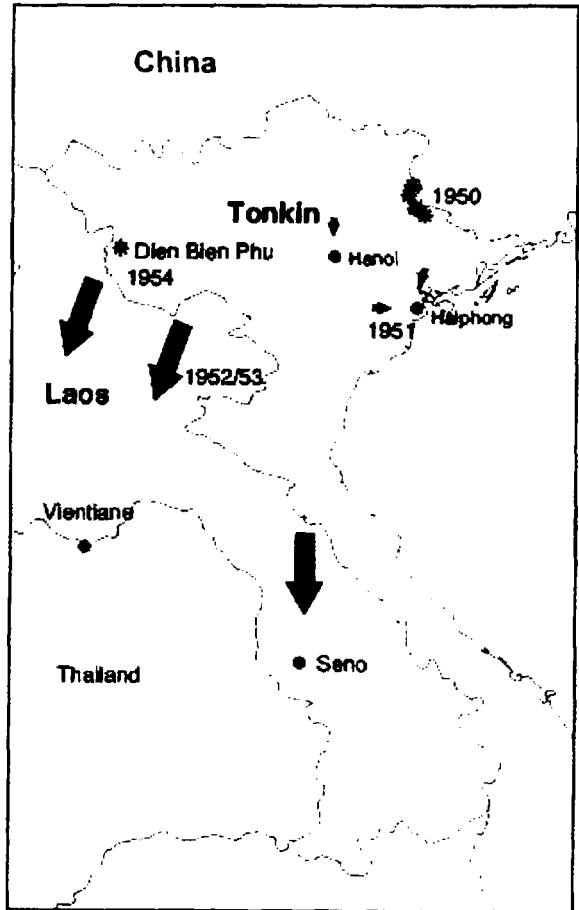 China
1950
Tonkin
Dien Bien Phu
1954
Hanoi
Haiphong
1951
1952/53
Laos
Vientiane
Seno
Thailand